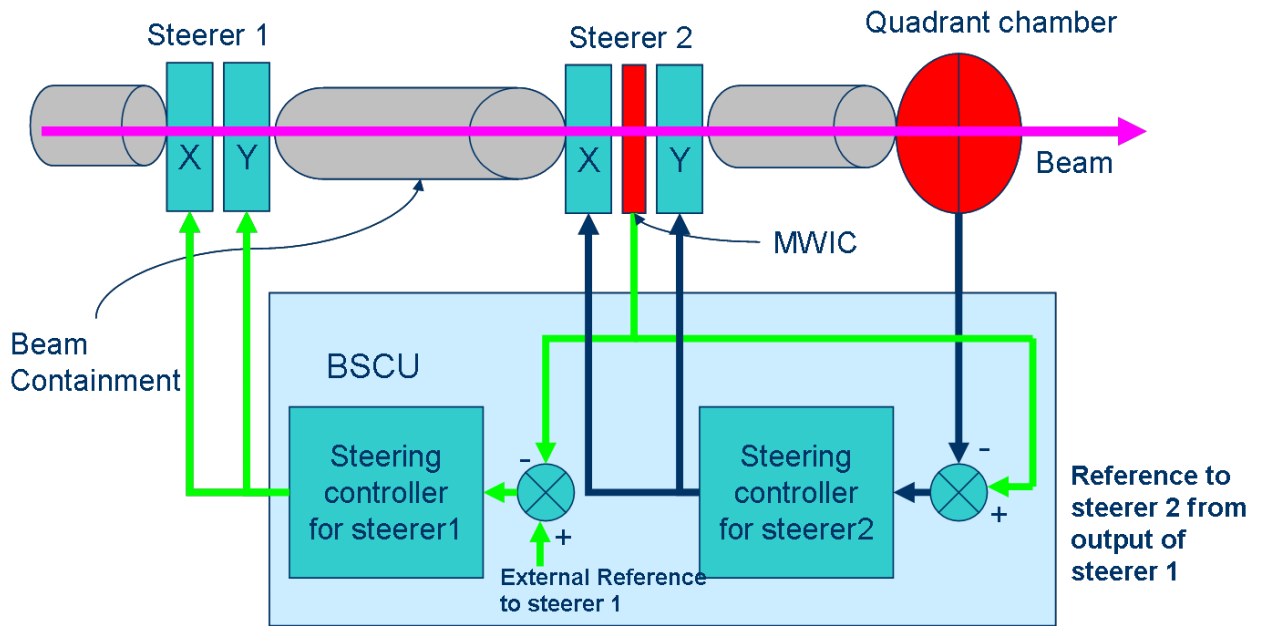 Steerer 1
Steerer 2
Quadrant chamber
X
Y
X
Y
Beam
MWIC
Beam
Containment
BSCU
Steering
controller
for steerer1
-
+
External Reference
to steerer 1
Steering
controller
for steerer2
-
+
Reference to
steerer 2 from
output of
steerer 1